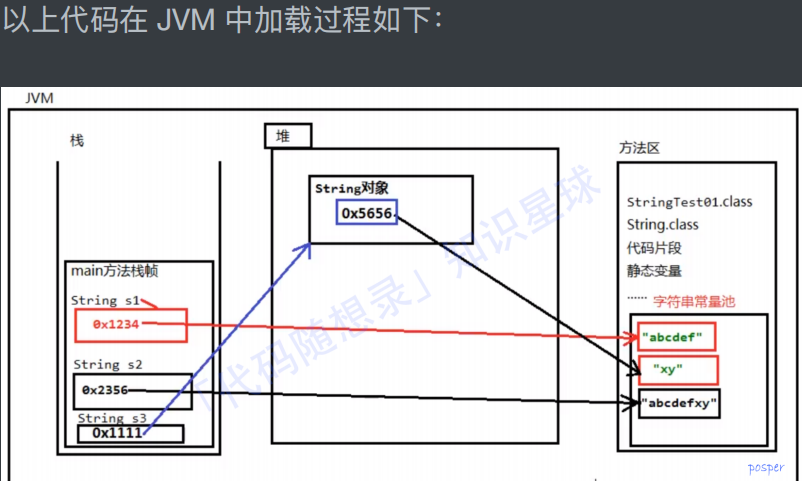 以上代码在 JVM 中加载过程如下：
JVM
栈
堆
方法区
String对象
0x5656
StringTest01.class
String.class
代码片段
静态变量
...... 字符串常量池
main方法栈帧
String s1
0x1234
"abcdef"
String s2
"xy"
0x2356
"abcdefxy"
String s3
0x1111
「代码随想录」知识星球
posper